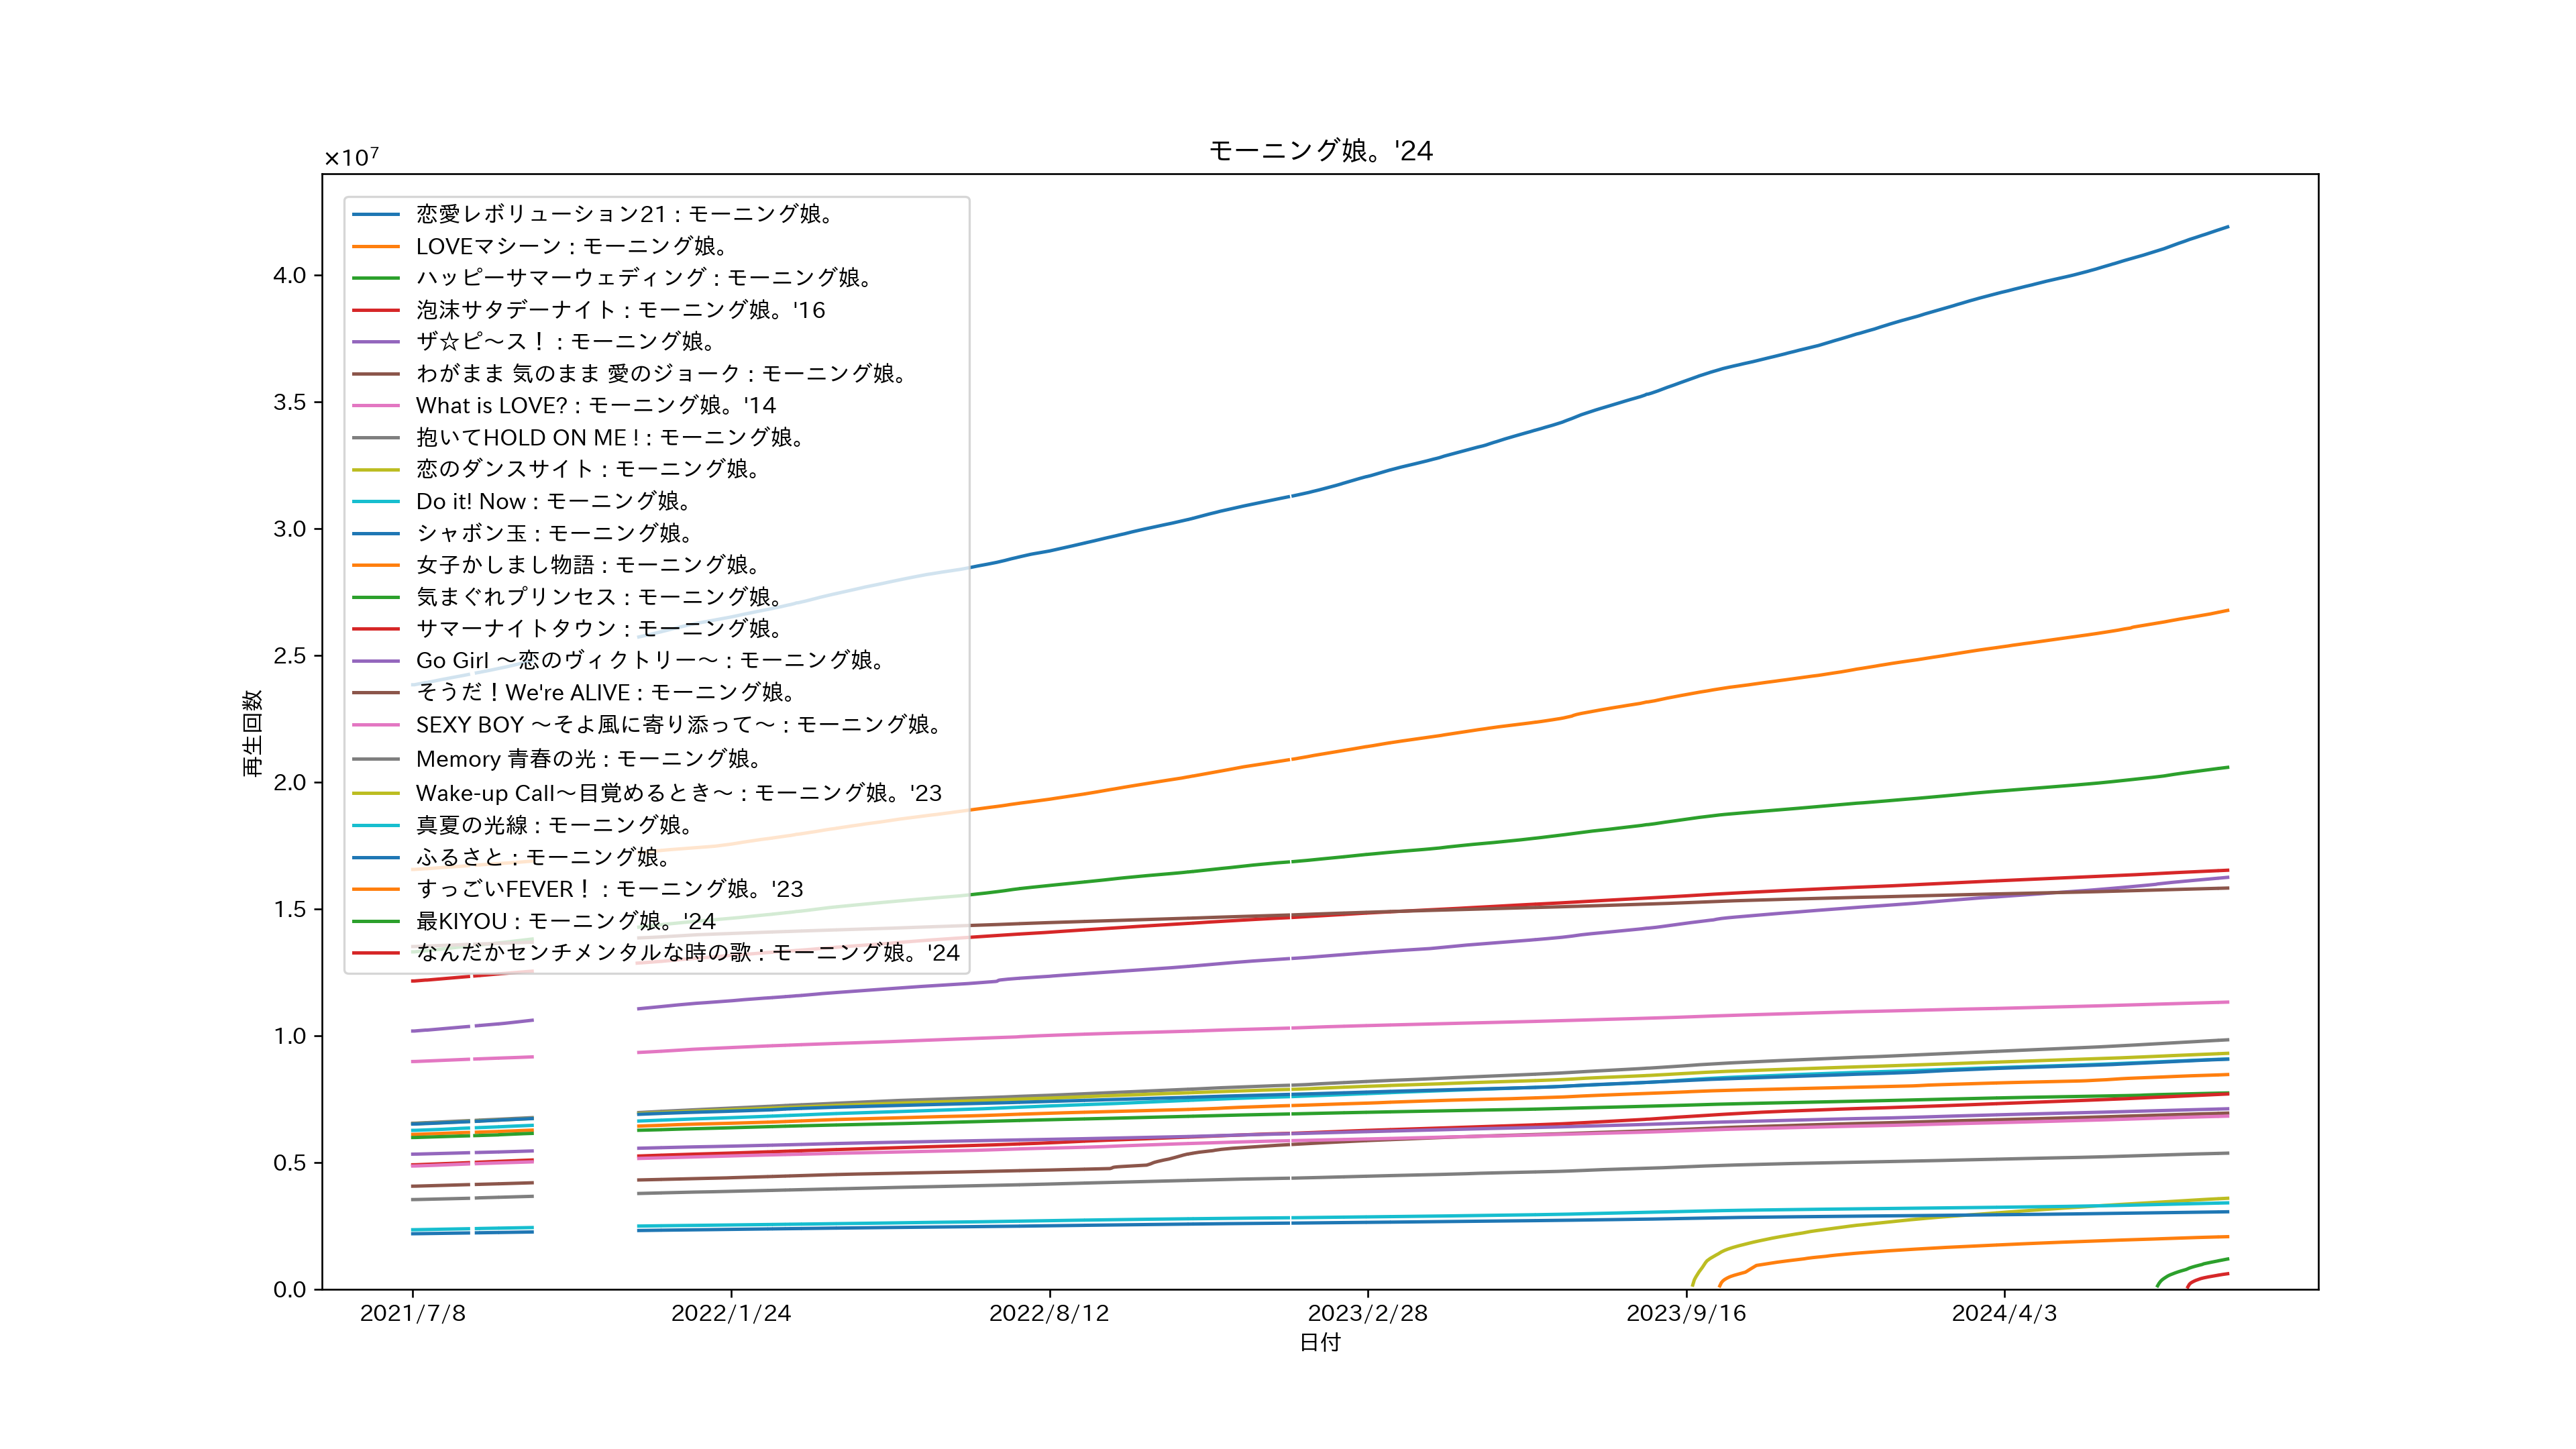 モーニング娘。'24
×10⁷
恋愛レボリューション21 : モーニング娘。
LOVEマシーン : モーニング娘。
ハッピーサマーウェディング : モーニング娘。
泡沫サタデーナイト : モーニング娘。'16
ザ☆ピ～ス！ : モーニング娘。
わがまま 気のまま 愛のジョーク : モーニング娘。
What is LOVE? : モーニング娘。'14
抱いてHOLD ON ME ! : モーニング娘。
恋のダンスサイト : モーニング娘。
Do it! Now : モーニング娘。
シャボン玉 : モーニング娘。
女子かしまし物語 : モーニング娘。
気まぐれプリンセス : モーニング娘。
サマーナイトタウン : モーニング娘。
Go Girl ～恋のヴィクトリー～ : モーニング娘。
そうだ！We're ALIVE : モーニング娘。
SEXY BOY ～そよ風に寄り添って～ : モーニング娘。
Memory 青春の光 : モーニング娘。
Wake-up Call～目覚めるとき～ : モーニング娘。'23
真夏の光線 : モーニング娘。
ふるさと : モーニング娘。
すっごいFEVER！ : モーニング娘。'23
最KIYOU : モーニング娘。'24
なんだかセンチメンタルな時の歌 : モーニング娘。'24
4.0
3.5
3.0
2.5
2.0
1.5
1.0
0.5
0.0
再生回数
2021/7/8
2022/1/24
2022/8/12
2023/2/28
2023/9/16
2024/4/3
日付